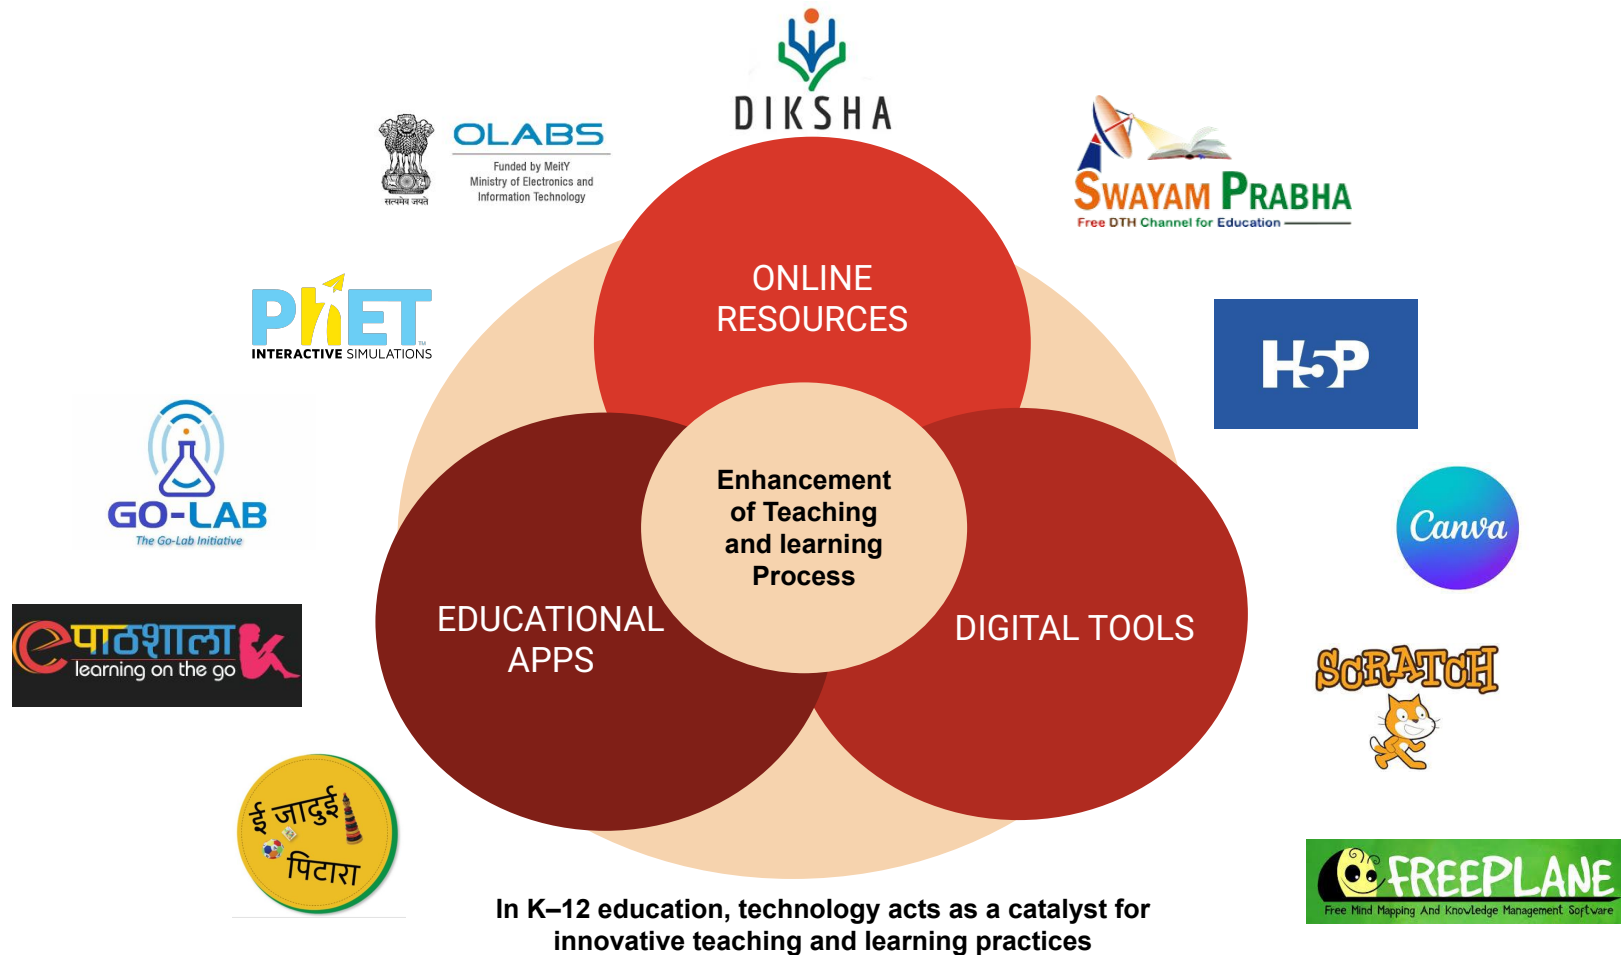 DIKSHA
OLABS
Funded by MeitY
Ministry of Electronics and
Information Technology
सत्यमेव जयते
SWAYAM PRABHA
Free DTH Channel for Education
ONLINE
RESOURCES
PhET
INTERACTIVE SIMULATIONS
TM
H5P
GO-LAB
The Go-Lab Initiative
Enhancement
of Teaching
and learning
Process
Canva
EDUCATIONAL
APPS
DIGITAL TOOLS
eपाठशाला
learning on the go
SCRATCH
ई जादुई
पिटारा
FREEPLANE
Free Mind Mapping And Knowledge Management Software
In K–12 education, technology acts as a catalyst for
innovative teaching and learning practices